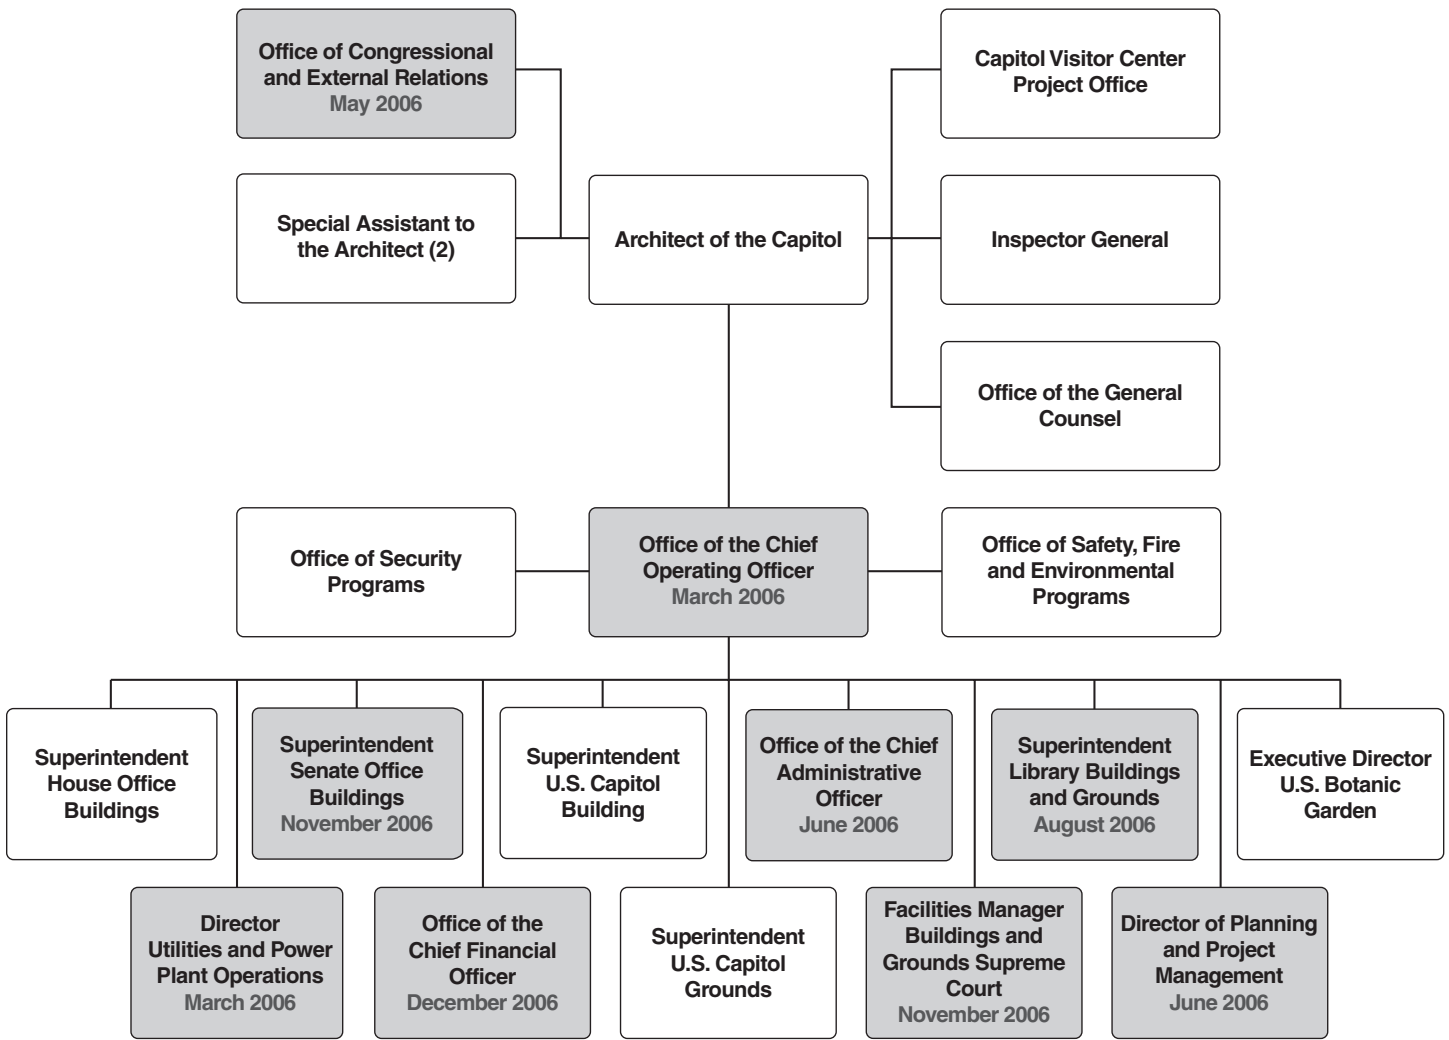 Office of Congressional
and External Relations
May 2006
Capitol Visitor Center
Project Office
Special Assistant to
the Architect (2)
Architect of the Capitol
Inspector General
Office of the General
Counsel
Office of Security
Programs
Office of the Chief
Operating Officer
March 2006
Office of Safety, Fire
and Environmental
Programs
Superintendent
House Office
Buildings
Superintendent
Senate Office
Buildings
November 2006
Superintendent
U.S. Capitol
Building
Office of the Chief
Administrative
Officer
June 2006
Superintendent
Library Buildings
and Grounds
August 2006
Executive Director
U.S. Botanic
Garden
Director
Utilities and Power
Plant Operations
March 2006
Office of the
Chief Financial
Officer
December 2006
Superintendent
U.S. Capitol
Grounds
Facilities Manager
Buildings and
Grounds Supreme
Court
November 2006
Director of Planning
and Project
Management
June 2006